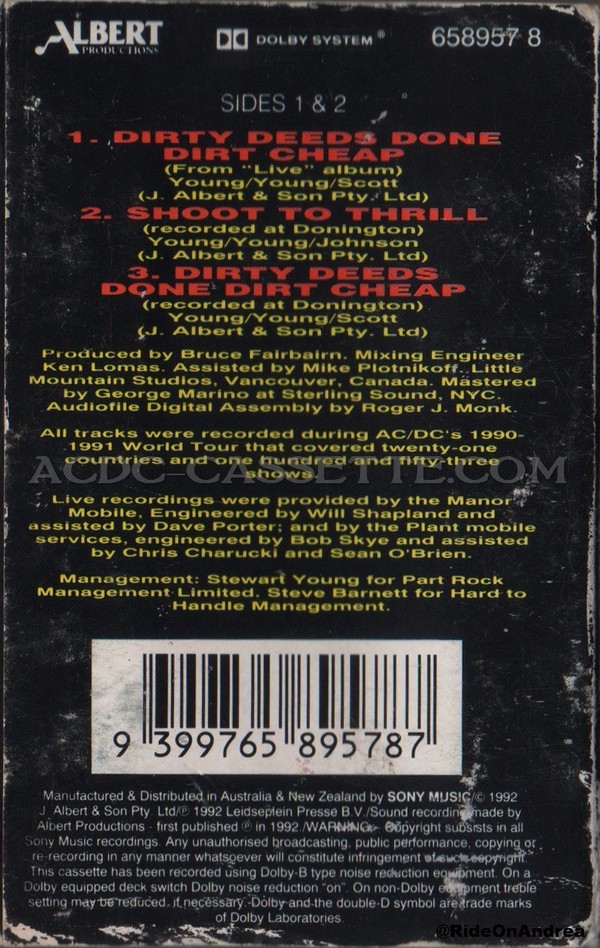 ALBERT
PRODUCTIONS
DOLBY SYSTEM ®
658957 8
SIDES 1 & 2
1. DIRTY DEEDS DONE
DIRT CHEAP
(From "Live" album)
Young/Young/Scott
(J. Albert & Son Pty. Ltd)
2. SHOOT TO THRILL
(recorded at Donington)
Young/Young/Johnson
(J. Albert & Son Pty. Ltd)
3. DIRTY DEEDS
DONE DIRT CHEAP
(recorded at Donington)
Young/Young/Scott
(J. Albert & Son Pty. Ltd)
Produced by Bruce Fairbairn. Mixing Engineer
Ken Lomas. Assisted by Mike Plotnikoff. Little
Mountain Studios, Vancouver, Canada. Mastered
by George Marino at Sterling Sound, NYC.
Audiofile Digital Assembly by Roger J. Monk.
All tracks were recorded during AC/DC's 1990-
1991 World Tour that covered twenty-one
countries and one hundred and fifty-three
shows.
ACDC-CASSETTE.COM
Live recordings were provided by the Manor
Mobile, Engineered by Will Shapland and
assisted by Dave Porter; and by the Plant mobile
services, engineered by Bob Skye and assisted
by Chris Charucki and Sean O'Brien.
Management: Stewart Young for Part Rock
Management Limited. Steve Barnett for Hard to
Handle Management.
9 399765 895787
Manufactured & Distributed in Australia & New Zealand by SONY MUSIC/© 1992
J. Albert & Son Pty. Ltd/℗ 1992 Leidseplein Presse B.V./Sound recording made by
Albert Productions - first published ℗ in 1992./WARNING - Copyright subsists in all
Sony Music recordings. Any unauthorised broadcasting, public performance, copying or
re-recording in any manner whatsoever will constitute infringement of such copyright.
This cassette has been recorded using Dolby-B type noise reduction equipment. On a
Dolby equipped deck switch Dolby noise reduction "on". On non-Dolby equipment treble
setting may be reduced, if necessary. Dolby and the double-D symbol are trade marks
of Dolby Laboratories.
@RideOnAndrea